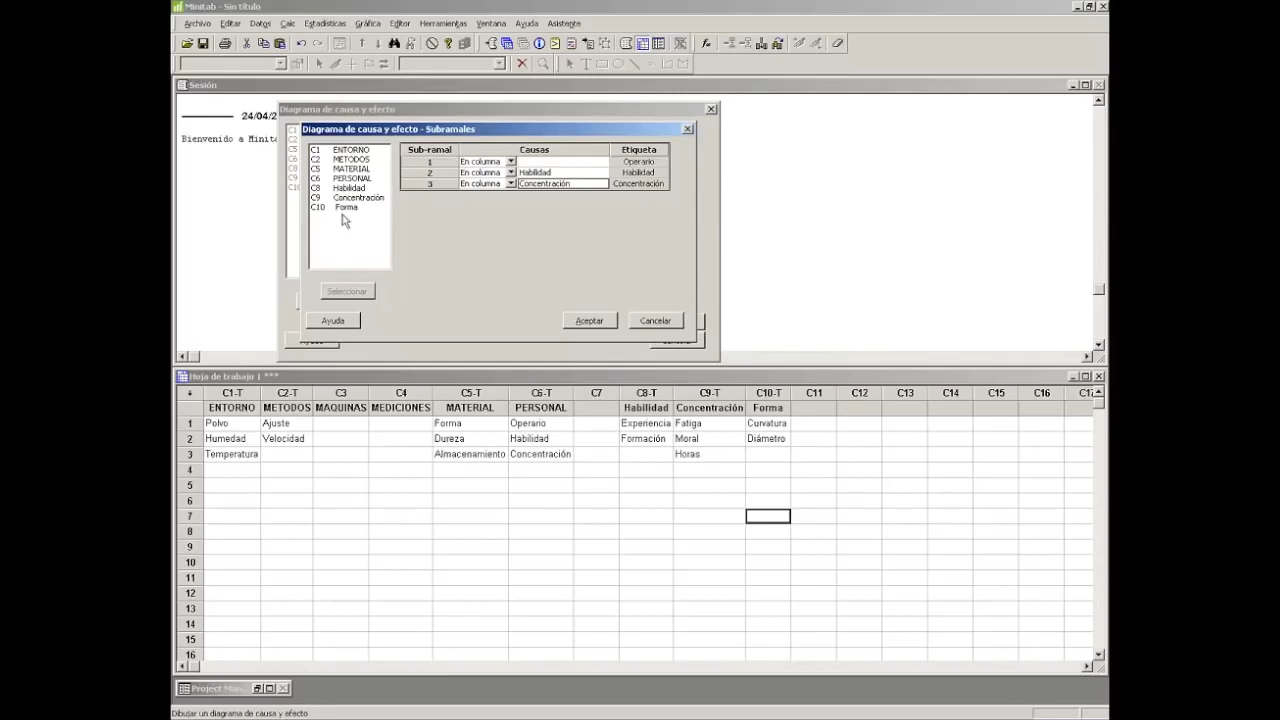 Minitab - Sin título
Archivo Editar Datos Calc Estadísticas Gráfica Editor Herramientas Ventana Ayuda Asistente
Sesión
24/04/2
Bienvenido a Minita
Diagrama de causa y efecto
Diagrama de causa y efecto - Subramales
C1 ENTORNO
C2 METODOS
C5 MATERIAL
C6 PERSONAL
C8 Habilidad
C9 Concentración
C10 Forma
Sub-ramal Causas Etiqueta
1 En columna Operario
2 En columna Habilidad Habilidad
3 En columna Concentración Concentración
Seleccionar
Ayuda Aceptar Cancelar
Hoja de trabajo 1 ***
C1-T C2-T C3 C4 C5-T C6-T C7 C8-T C9-T C10-T C11 C12 C13 C14 C15 C16 C17
ENTORNO METODOS MAQUINAS MEDICIONES MATERIAL PERSONAL Habilidad Concentración Forma
1 Polvo Ajuste Forma Operario Experiencia Fatiga Curvatura
2 Humedad Velocidad Dureza Habilidad Formación Moral Diámetro
3 Temperatura Almacenamiento Concentración Horas
4
5
6
7
8
9
10
11
12
13
14
15
16
Project Man
Dibujar un diagrama de causa y efecto